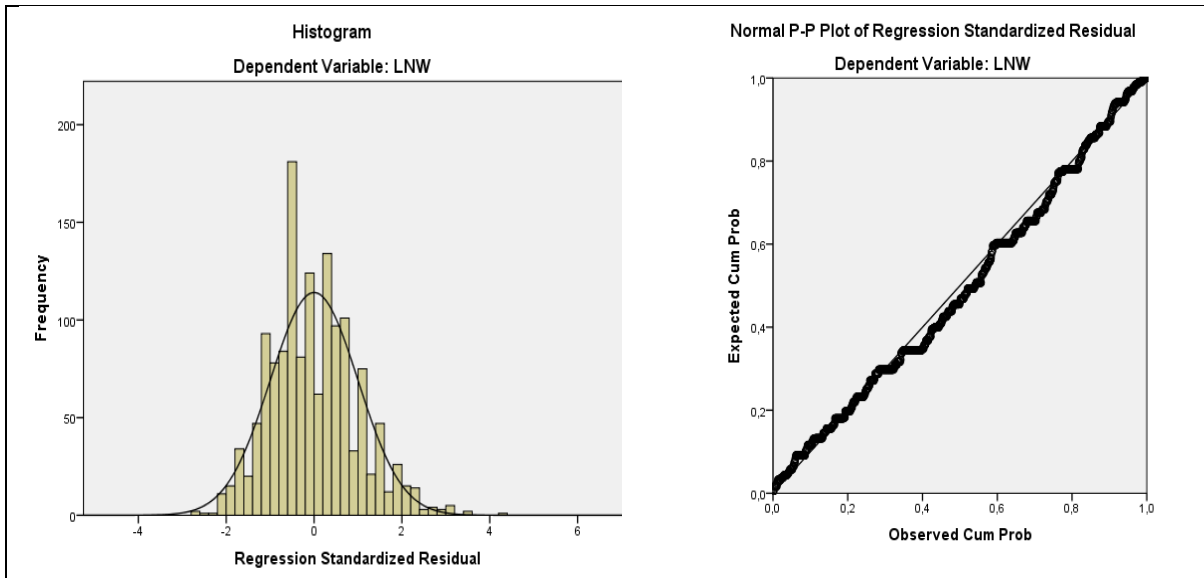 Histogram
Dependent Variable: LNW
Frequency
200
150
100
50
0
-4
-2
0
2
4
6
Regression Standardized Residual
Normal P-P Plot of Regression Standardized Residual
Dependent Variable: LNW
Expected Cum Prob
1,0
0,8
0,6
0,4
0,2
0,0
0,0
0,2
0,4
0,6
0,8
1,0
Observed Cum Prob